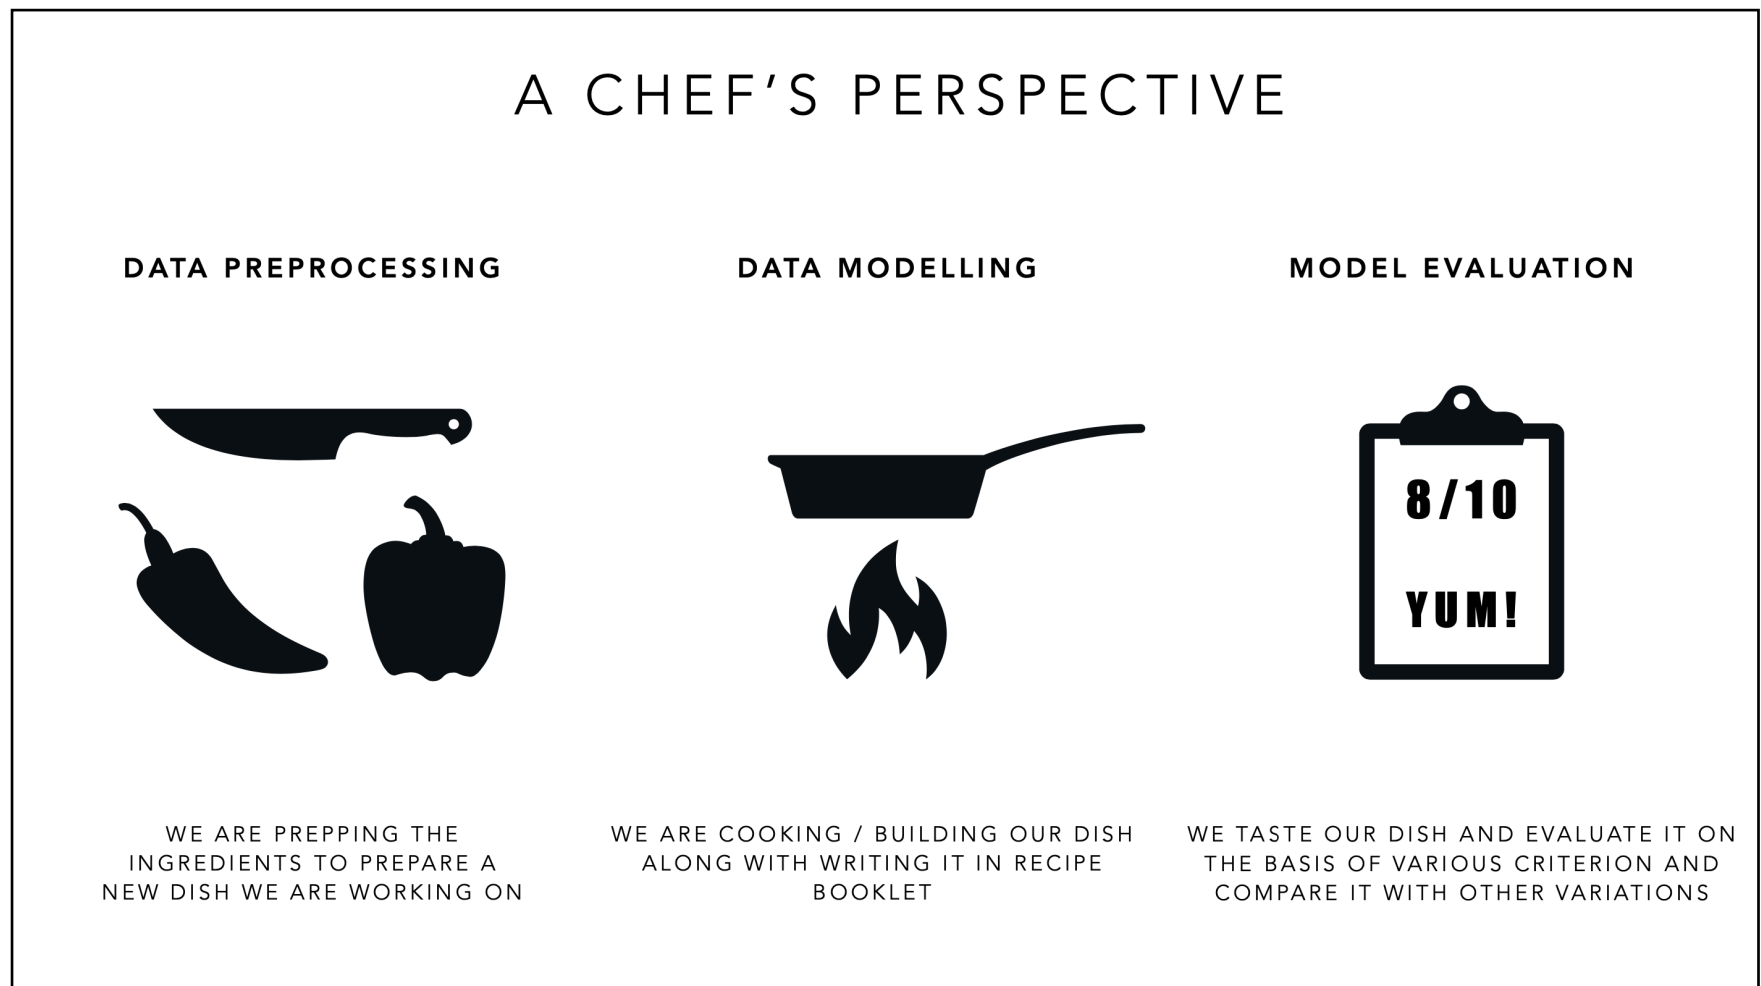 A CHEF’S PERSPECTIVE
DATA PREPROCESSING
WE ARE PREPPING THE
INGREDIENTS TO PREPARE A
NEW DISH WE ARE WORKING ON
DATA MODELLING
WE ARE COOKING / BUILDING OUR DISH
ALONG WITH WRITING IT IN RECIPE
BOOKLET
MODEL EVALUATION
8/10
YUM!
WE TASTE OUR DISH AND EVALUATE IT ON
THE BASIS OF VARIOUS CRITERION AND
COMPARE IT WITH OTHER VARIATIONS